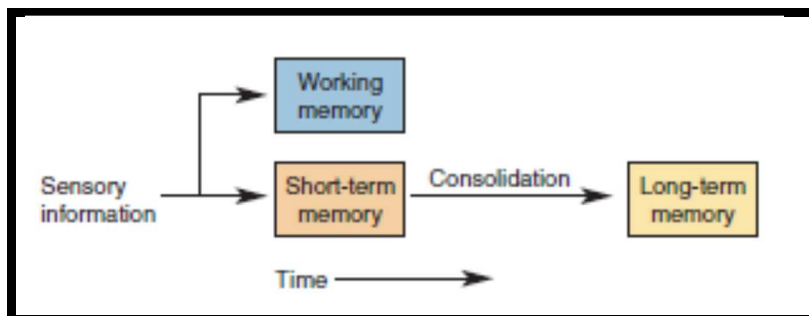 Working
memory
Sensory
information
Short-term
memory
Consolidation
Long-term
memory
Time